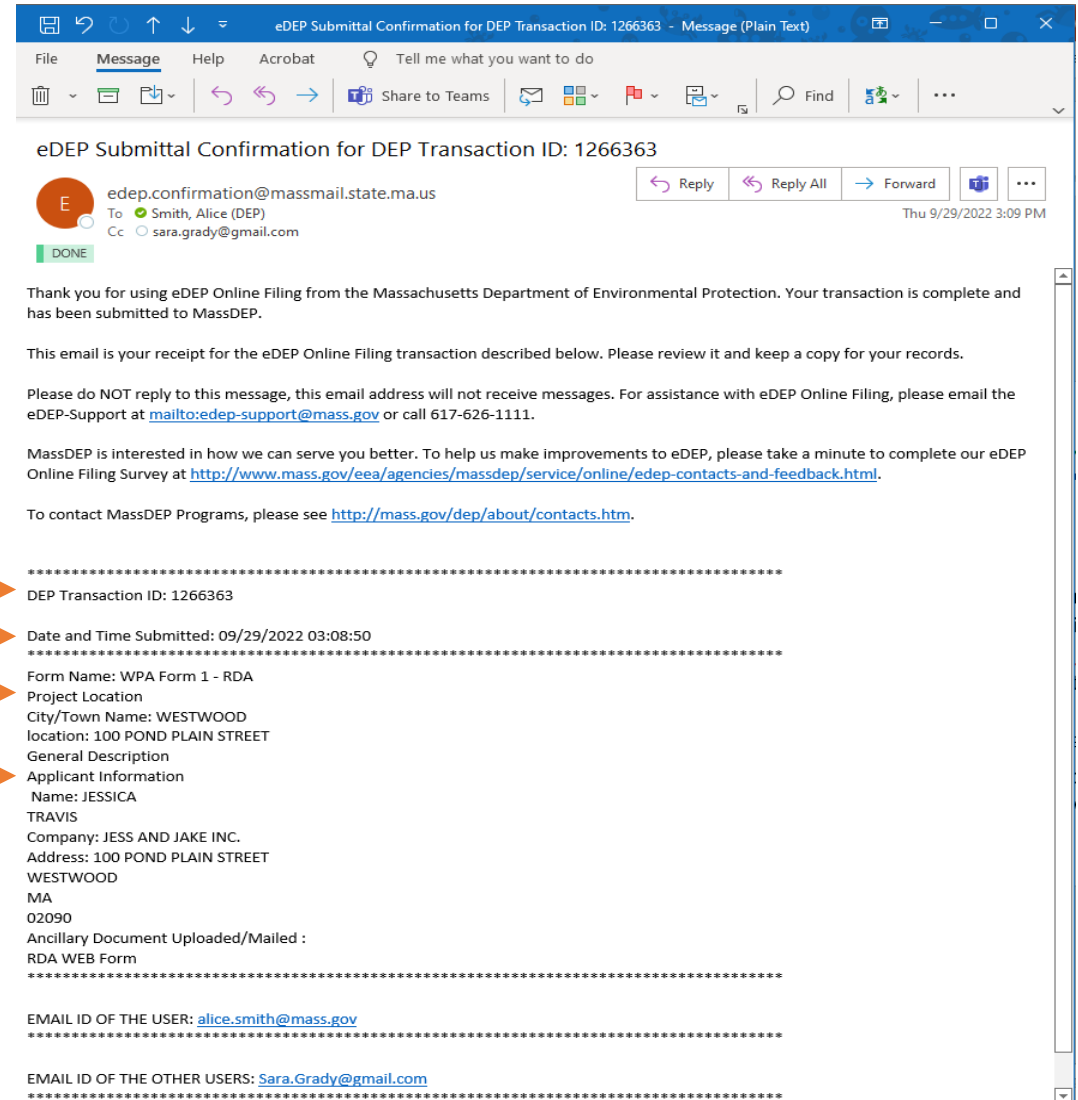 eDEP Submittal Confirmation for DEP Transaction ID: 1266363 - Message (Plain Text)
File Message Help Acrobat Tell me what you want to do
Share to Teams Find
eDEP Submittal Confirmation for DEP Transaction ID: 1266363
E
edep.confirmation@massmail.state.ma.us
Reply Reply All Forward
To Smith, Alice (DEP)
Thu 9/29/2022 3:09 PM
Cc sara.grady@gmail.com
DONE
Thank you for using eDEP Online Filing from the Massachusetts Department of Environmental Protection. Your transaction is complete and
has been submitted to MassDEP.
This email is your receipt for the eDEP Online Filing transaction described below. Please review it and keep a copy for your records.
Please do NOT reply to this message, this email address will not receive messages. For assistance with eDEP Online Filing, please email the
eDEP-Support at mailto:edep-support@mass.gov or call 617-626-1111.
MassDEP is interested in how we can serve you better. To help us make improvements to eDEP, please take a minute to complete our eDEP
Online Filing Survey at http://www.mass.gov/eea/agencies/massdep/service/online/edep-contacts-and-feedback.html.
To contact MassDEP Programs, please see http://mass.gov/dep/about/contacts.htm.
**************************************************************************************
DEP Transaction ID: 1266363
Date and Time Submitted: 09/29/2022 03:08:50
**************************************************************************************
Form Name: WPA Form 1 - RDA
Project Location
City/Town Name: WESTWOOD
location: 100 POND PLAIN STREET
General Description
Applicant Information
Name: JESSICA
TRAVIS
Company: JESS AND JAKE INC.
Address: 100 POND PLAIN STREET
WESTWOOD
MA
02090
Ancillary Document Uploaded/Mailed :
RDA WEB Form
**************************************************************************************
EMAIL ID OF THE USER: alice.smith@mass.gov
**************************************************************************************
EMAIL ID OF THE OTHER USERS: Sara.Grady@gmail.com
**************************************************************************************